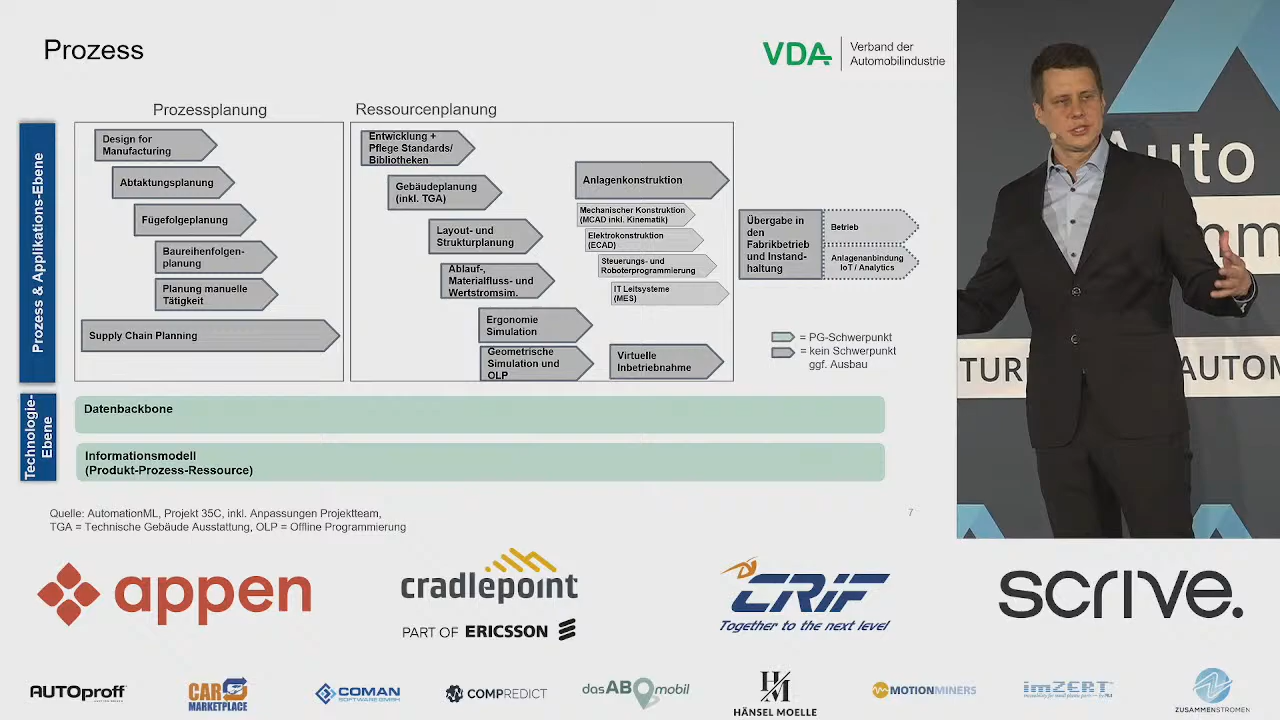 Prozess
VDA
Verband der
Automobilindustrie
Prozessplanung
Ressourcenplanung
Prozess & Applikations-Ebene
Design for
Manufacturing
Abtaktungsplanung
Fügefolgeplanung
Baureihenfolgen-
planung
Planung manuelle
Tätigkeit
Supply Chain Planning
Entwicklung +
Pflege Standards/
Bibliotheken
Gebäudeplanung
(inkl. TGA)
Layout- und
Strukturplanung
Ablauf-,
Materialfluss- und
Wertstromsim.
Ergonomie
Simulation
Geometrische
Simulation und
OLP
Anlagenkonstruktion
Mechanischer Konstruktion
(MCAD inkl. Kinematik)
Elektrokonstruktion
(ECAD)
Steuerungs- und
Roboterprogrammierung
IT Leitsysteme
(MES)
Virtuelle
Inbetriebnahme
Übergabe in
den
Fabrikbetrieb
und Instand-
haltung
Betrieb
Anlagenanbindung
IoT / Analytics
= PG-Schwerpunkt
= kein Schwerpunkt
ggf. Ausbau
Technologie-
Ebene
Datenbackbone
Informationsmodell
(Produkt-Prozess-Ressource)
Quelle: AutomationML, Projekt 35C, inkl. Anpassungen Projektteam,
TGA = Technische Gebäude Ausstattung, OLP = Offline Programmierung
7
Auto
TUR
AUTOM
appen
cradlepoint
PART OF ERICSSON
CRIF
Together to the next level
scrive.
AUTOproff
CAR
MARKETPLACE
COMAN
SOFTWARE GMBH
COMPREDICT
dasABomobil
HM
HÄNSEL MOELLE
MOTIONMINERS
imZERT
ZUSAMMENSTROMEN